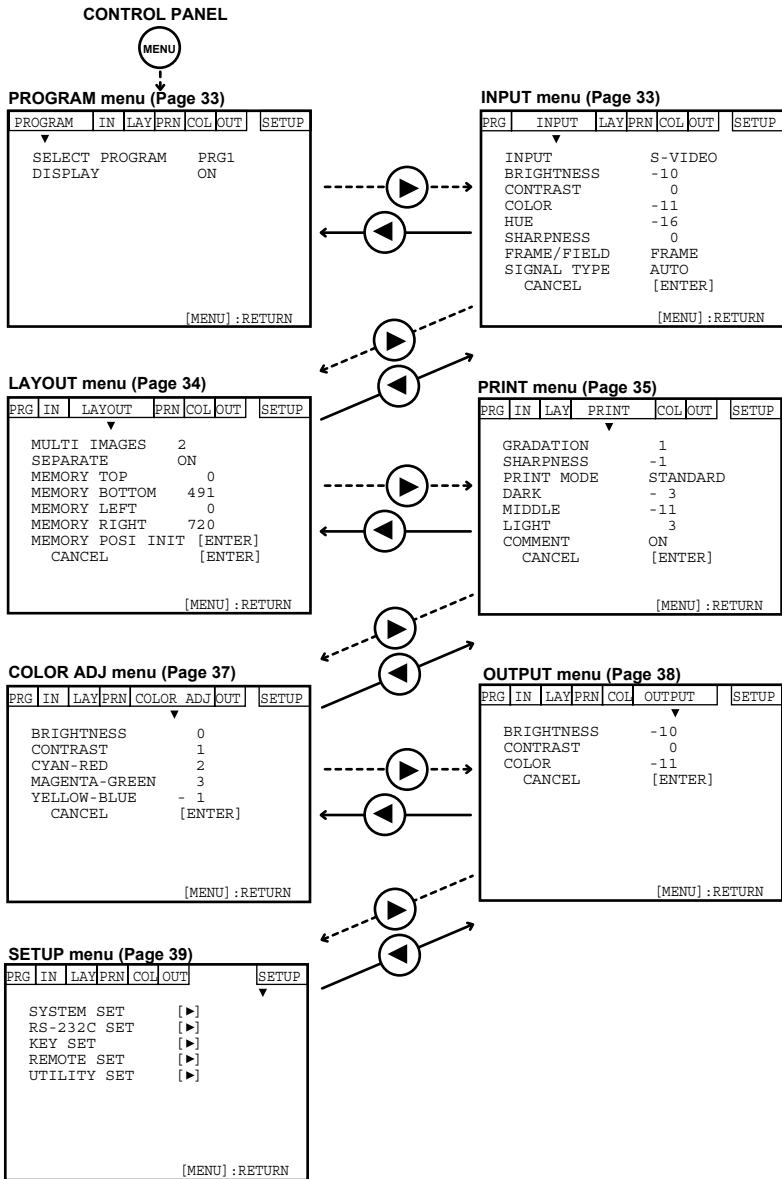 CONTROL PANEL
MENU
PROGRAM menu (Page 33)
PROGRAM IN LAY PRN COL OUT SETUP
▼
SELECT PROGRAM PRG1
DISPLAY ON
[MENU]:RETURN
INPUT menu (Page 33)
PRG INPUT LAY PRN COL OUT SETUP
▼
INPUT S-VIDEO
BRIGHTNESS -10
CONTRAST 0
COLOR -11
HUE -16
SHARPNESS 0
FRAME/FIELD FRAME
SIGNAL TYPE AUTO
CANCEL [ENTER]
[MENU]:RETURN
LAYOUT menu (Page 34)
PRG IN LAYOUT PRN COL OUT SETUP
▼
MULTI IMAGES 2
SEPARATE ON
MEMORY TOP 0
MEMORY BOTTOM 491
MEMORY LEFT 0
MEMORY RIGHT 720
MEMORY POSI INIT [ENTER]
CANCEL [ENTER]
[MENU]:RETURN
PRINT menu (Page 35)
PRG IN LAY PRINT COL OUT SETUP
▼
GRADATION 1
SHARPNESS -1
PRINT MODE STANDARD
DARK - 3
MIDDLE -11
LIGHT 3
COMMENT ON
CANCEL [ENTER]
[MENU]:RETURN
COLOR ADJ menu (Page 37)
PRG IN LAY PRN COLOR ADJ OUT SETUP
▼
BRIGHTNESS 0
CONTRAST 1
CYAN-RED 2
MAGENTA-GREEN 3
YELLOW-BLUE - 1
CANCEL [ENTER]
[MENU]:RETURN
OUTPUT menu (Page 38)
PRG IN LAY PRN COL OUTPUT SETUP
▼
BRIGHTNESS -10
CONTRAST 0
COLOR -11
CANCEL [ENTER]
[MENU]:RETURN
SETUP menu (Page 39)
PRG IN LAY PRN COL OUT SETUP
▼
SYSTEM SET [►]
RS-232C SET [►]
KEY SET [►]
REMOTE SET [►]
UTILITY SET [►]
[MENU]:RETURN